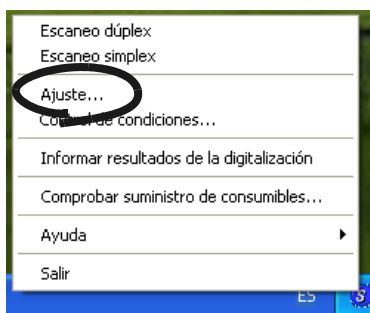 Escaneo dúplex
Escaneo simplex
Ajuste...
Control de condiciones...
Informar resultados de la digitalización
Comprobar suministro de consumibles...
Ayuda
Salir
ES
S